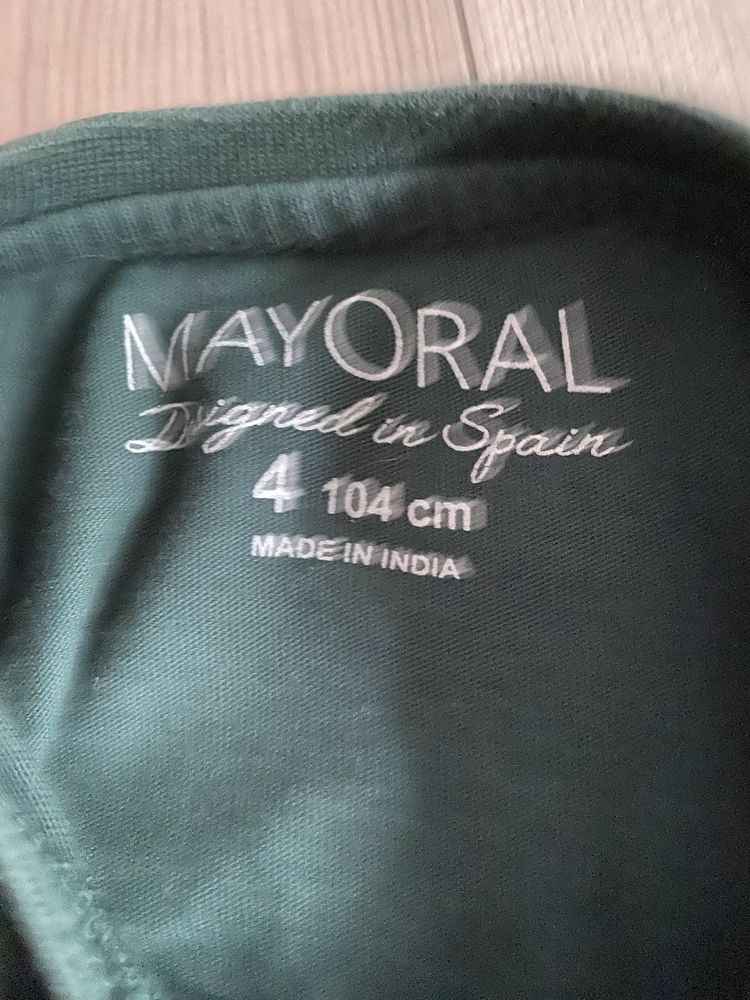 MAYORAL
Designed in Spain
4 104 cm
MADE IN INDIA